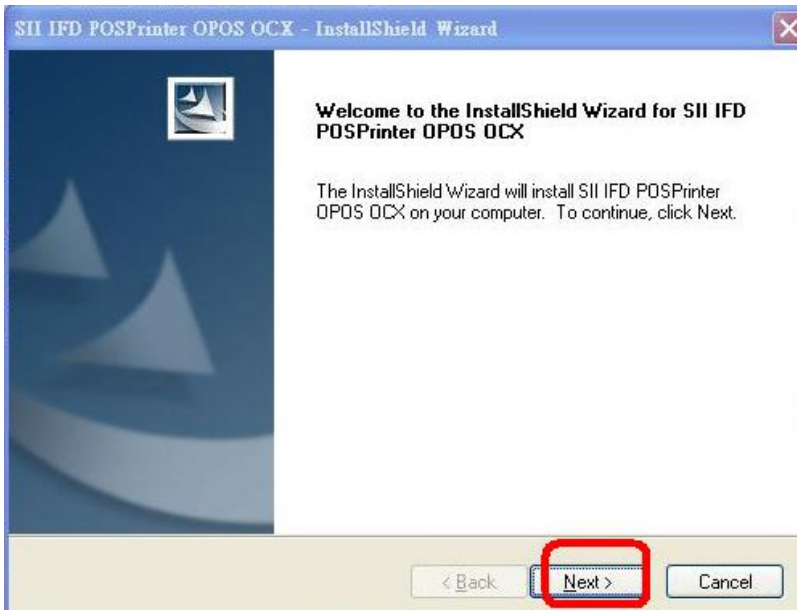 SII IFD POSPrinter OPOS OCX - InstallShield Wizard
Welcome to the InstallShield Wizard for SII IFD
POSPrinter OPOS OCX
The InstallShield Wizard will install SII IFD POSPrinter
OPOS OCX on your computer. To continue, click Next.
< Back Next > Cancel